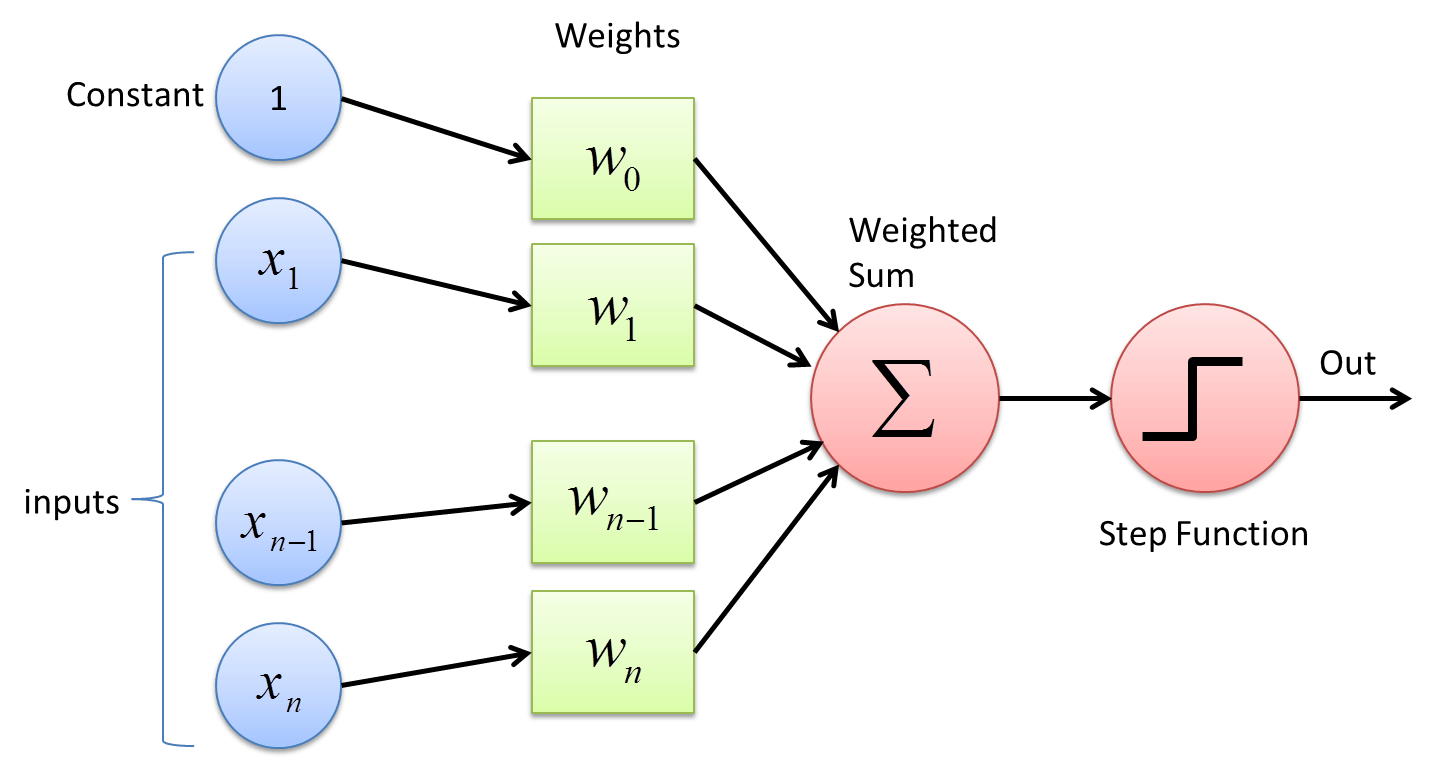 Weights
Constant
1
w₀
x₁
w₁
Weighted
Sum
Σ
Out
inputs
xₙ₋₁
wₙ₋₁
Step Function
xₙ
wₙ